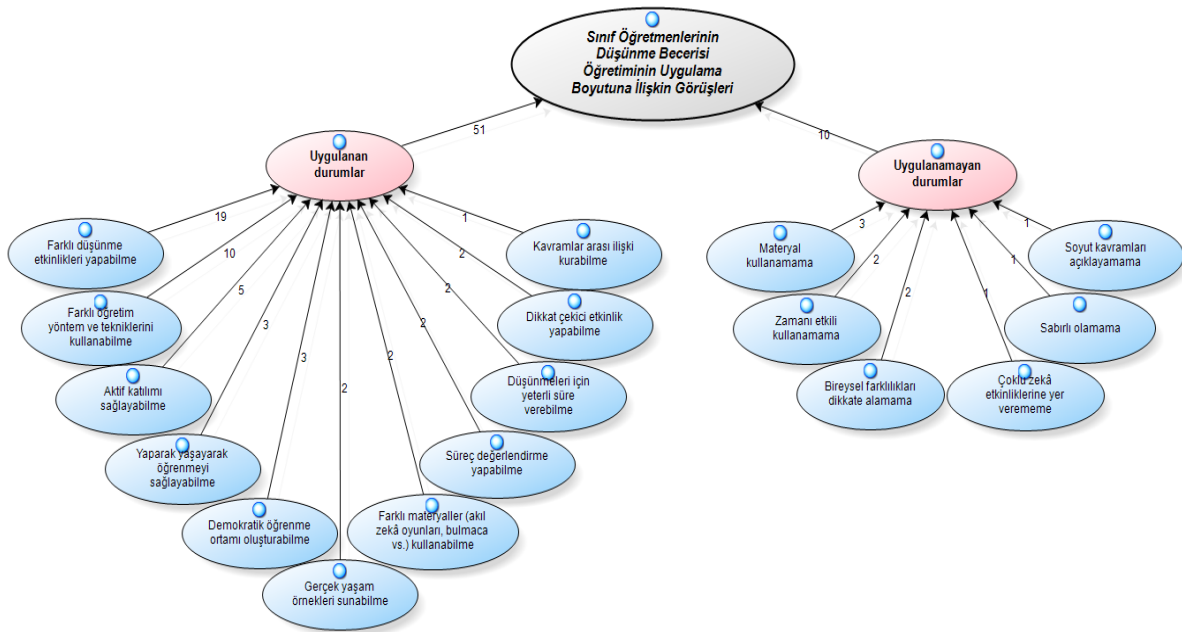 Sınıf Öğretmenlerinin
Düşünme Becerisi
Öğretiminin Uygulama
Boyutuna İlişkin Görüşleri
51
10
Uygulanan
durumlar
Uygulanamayan
durumlar
19
Farklı düşünme
etkinlikleri yapabilme
10
Farklı öğretim
yöntem ve tekniklerini
kullanabilme
5
Aktif katılımı
sağlayabilme
3
Yaparak yaşayarak
öğrenmeyi
sağlayabilme
3
Demokratik öğrenme
ortamı oluşturabilme
2
Gerçek yaşam
örnekleri sunabilme
2
Farklı materyaller (akıl
zekâ oyunları, bulmaca
vs.) kullanabilme
2
Süreç değerlendirme
yapabilme
2
Düşünmeleri için
yeterli süre
verebilme
2
Dikkat çekici etkinlik
yapabilme
1
Kavramlar arası ilişki
kurabilme
3
Materyal
kullanamama
2
Zamanı etkili
kullanamama
2
Bireysel farklılıkları
dikkate alamama
1
Çoklu zekâ
etkinliklerine yer
verememe
1
Sabırlı olamama
1
Soyut kavramları
açıklayamama